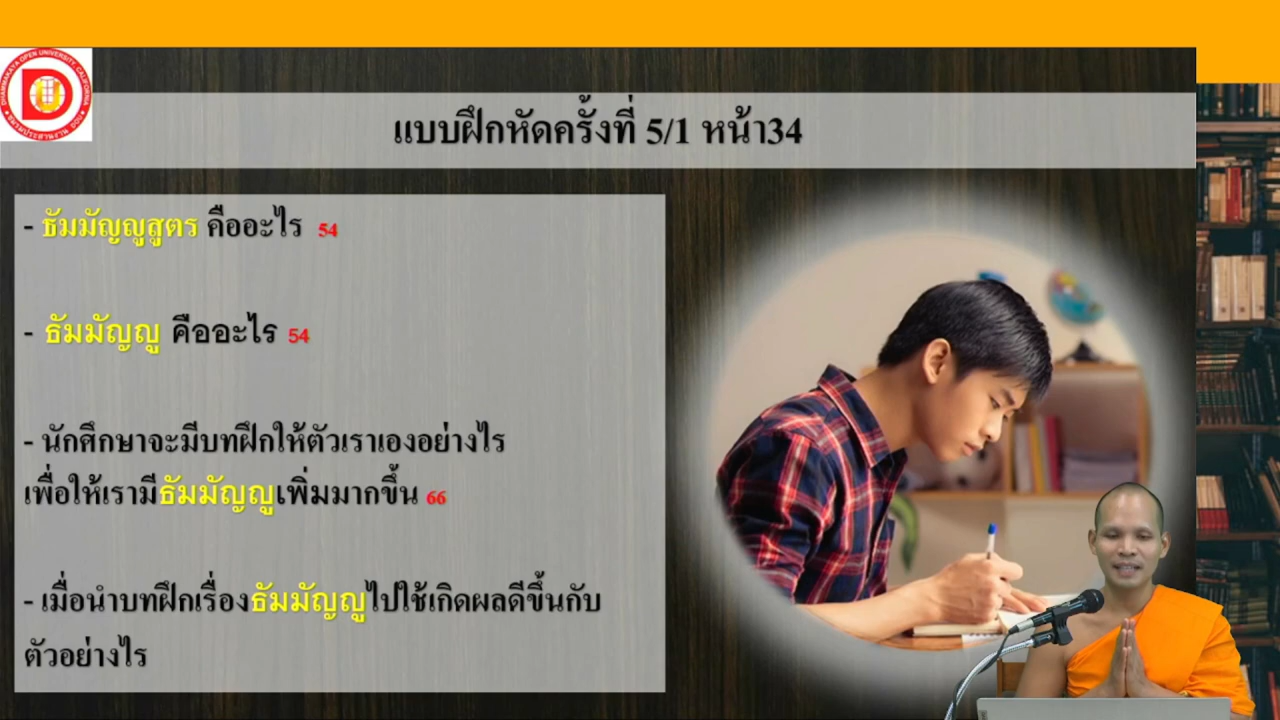 DHAMMAKAYA OPEN UNIVERSITY, CALIFORNIA
แบบฝึกหัดครั้งที่ 5/1 หน้า34
- ธัมมัญญูสูตร คืออะไร 54
- ธัมมัญญู คืออะไร 54
- นักศึกษาจะมีบทฝึกให้ตัวเราเองอย่างไร
เพื่อให้เรามีธัมมัญญูเพิ่มมากขึ้น 66
- เมื่อนำบทฝึกเรื่องธัมมัญญูไปใช้เกิดผลดีขึ้นกับ
ตัวอย่างไร